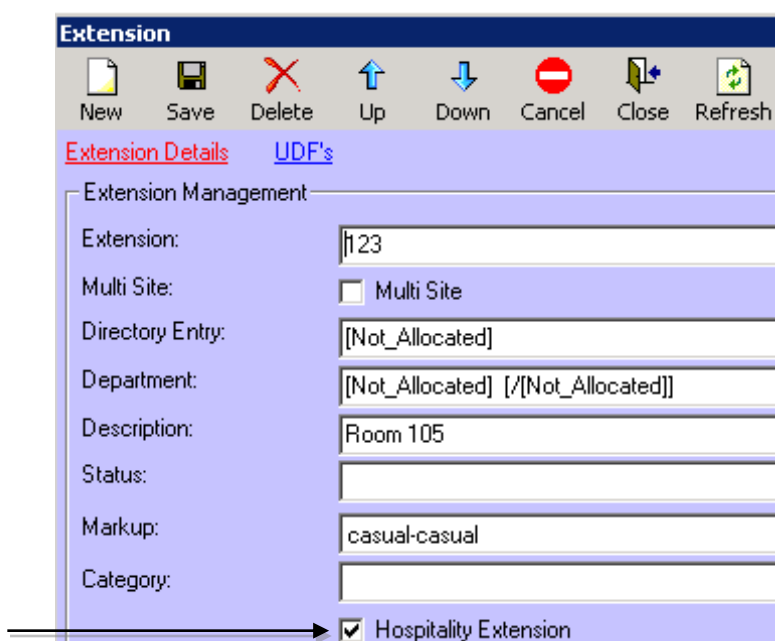 Extension
New Save Delete Up Down Cancel Close Refresh
Extension Details UDF's
Extension Management
Extension: 123
Multi Site: Multi Site
Directory Entry: [Not_Allocated]
Department: [Not_Allocated] [/[Not_Allocated]]
Description: Room 105
Status:
Markup: casual-casual
Category:
Hospitality Extension